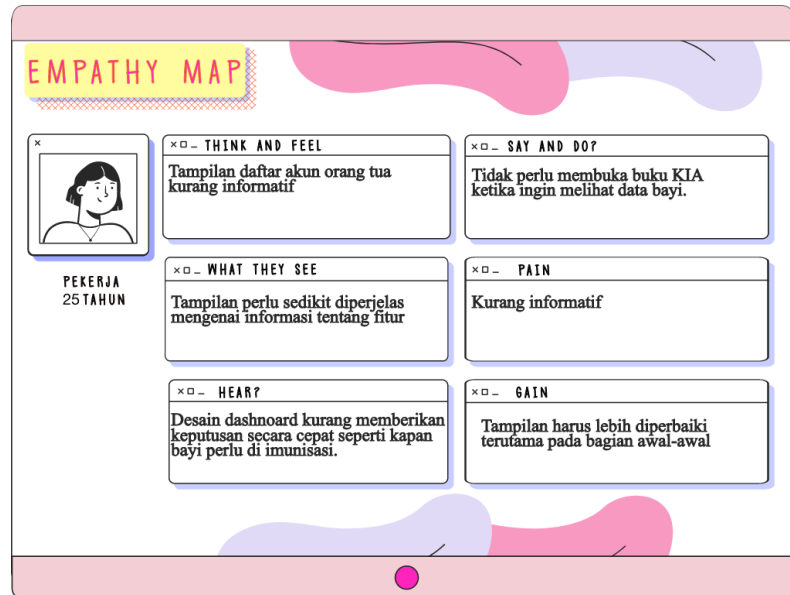 EMPATHY MAP
THINK AND FEEL
Tampilan daftar akun orang tua
kurang informatif
SAY AND DO?
Tidak perlu membuka buku KIA
ketika ingin melihat data bayi.
PEKERJA
25 TAHUN
WHAT THEY SEE
Tampilan perlu sedikit diperjelas
mengenai informasi tentang fitur
PAIN
Kurang informatif
HEAR?
Desain dashnoard kurang memberikan
keputusan secara cepat seperti kapan
bayi perlu di imunisasi.
GAIN
Tampilan harus lebih diperbaiki
terutama pada bagian awal-awal